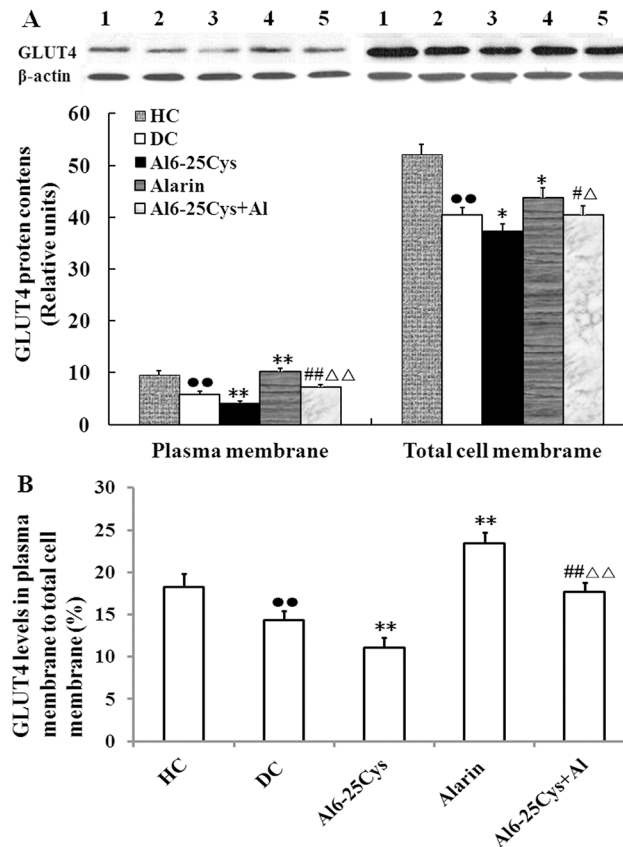 A
1 2 3 4 5 1 2 3 4 5
GLUT4
β-actin
60
50
40
30
20
10
0
GLUT4 proten contens
(Relative units)
HC
DC
Al6-25Cys
Alarin
Al6-25Cys+Al
●●
**
**
##△△
●●
*
*
#△
Plasma membrane
Total cell membrame
B
30
25
20
15
10
5
0
GLUT4 levels in plasma
membrane to total cell
membrane (%)
●●
**
**
##△△
HC
DC
Al6-25Cys
Alarin
Al6-25Cys+Al